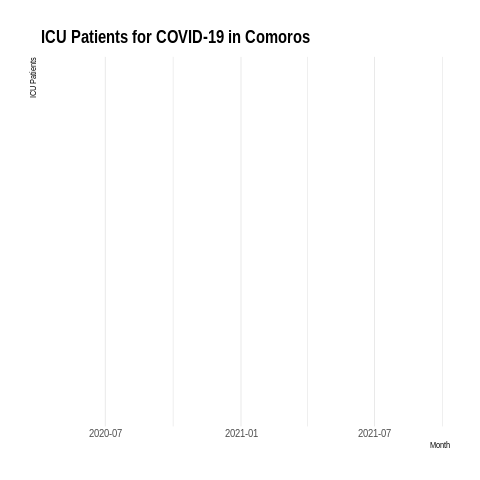 ICU Patients for COVID-19 in Comoros
ICU Patients
2020-07 2021-01 2021-07
Month